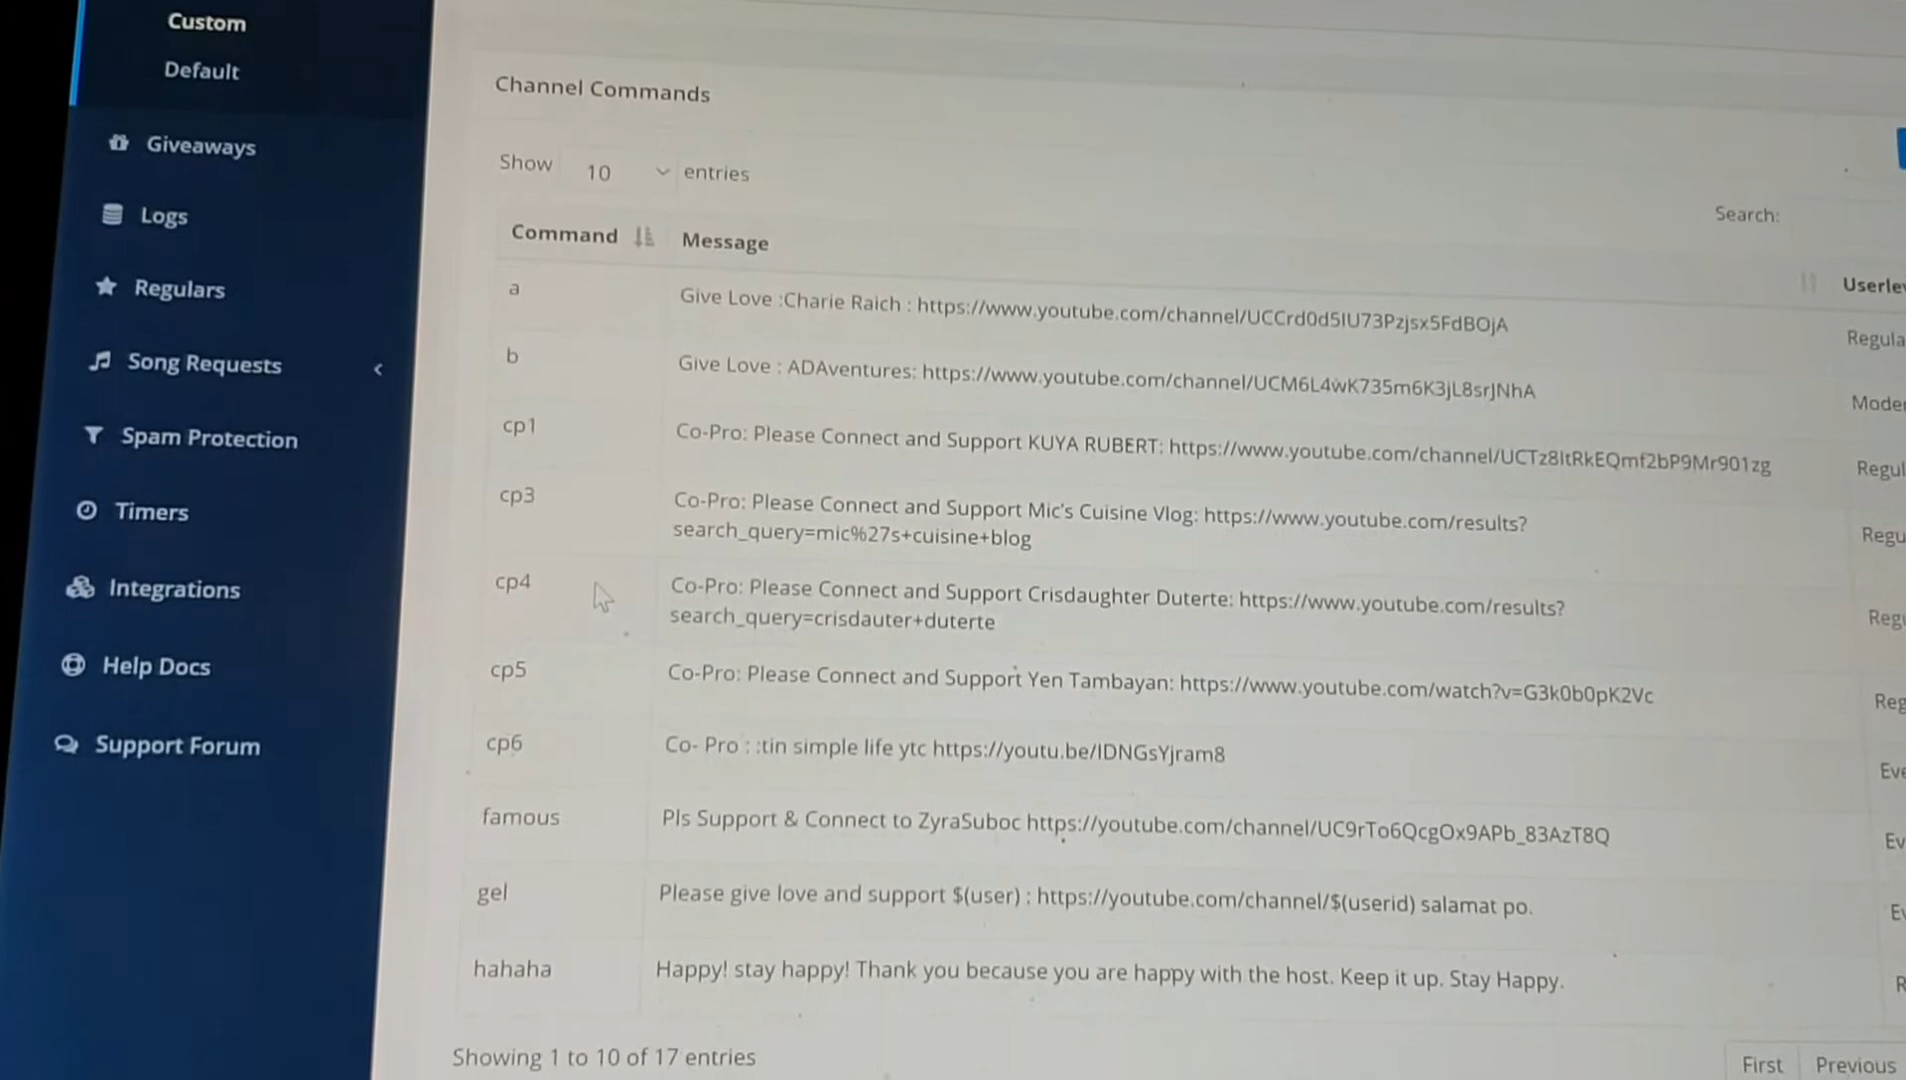 Custom
Default
Giveaways
Logs
Regulars
Song Requests
Spam Protection
Timers
Integrations
Help Docs
Support Forum
Channel Commands
Show 10 entries
Search:
Command Message
a Give Love :Charie Raich : https://www.youtube.com/channel/UCCrd0d5IU73Pzjsx5FdBOjA
b Give Love : ADAventures: https://www.youtube.com/channel/UCM6L4wK735m6K3jL8srJNhA
cp1 Co-Pro: Please Connect and Support KUYA RUBERT: https://www.youtube.com/channel/UCTz8ItRkEQmf2bP9Mr901zg
cp3 Co-Pro: Please Connect and Support Mic's Cuisine Vlog: https://www.youtube.com/results?
search_query=mic%27s+cuisine+blog
cp4 Co-Pro: Please Connect and Support Crisdaughter Duterte: https://www.youtube.com/results?
search_query=crisdauter+duterte
cp5 Co-Pro: Please Connect and Support Yen Tambayan: https://www.youtube.com/watch?v=G3k0b0pK2Vc
cp6 Co- Pro : :tin simple life ytc https://youtu.be/IDNGsYjram8
famous Pls Support & Connect to ZyraSuboc https://youtube.com/channel/UC9rTo6QcgOx9APb_83AzT8Q
gel Please give love and support $(user) : https://youtube.com/channel/$(userid) salamat po.
hahaha Happy! stay happy! Thank you because you are happy with the host. Keep it up. Stay Happy.
Showing 1 to 10 of 17 entries
First Previous